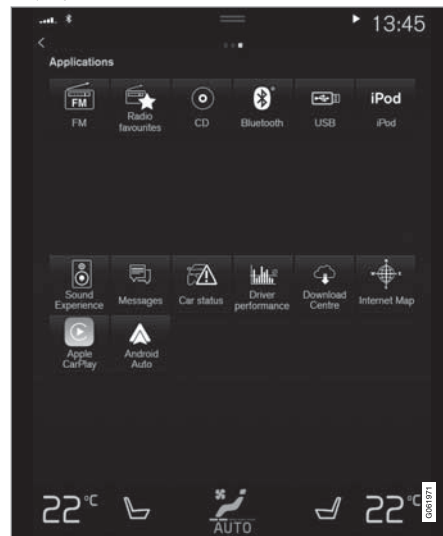 13:45
Applications
FM
iPod
FM
Radio
favourites
CD
Bluetooth
USB
iPod
Sound
Experience
Messages
Car status
Driver
performance
Download
Centre
Internet Map
Apple
CarPlay
Android
Auto
22°C
22°C
AUTO
G061971